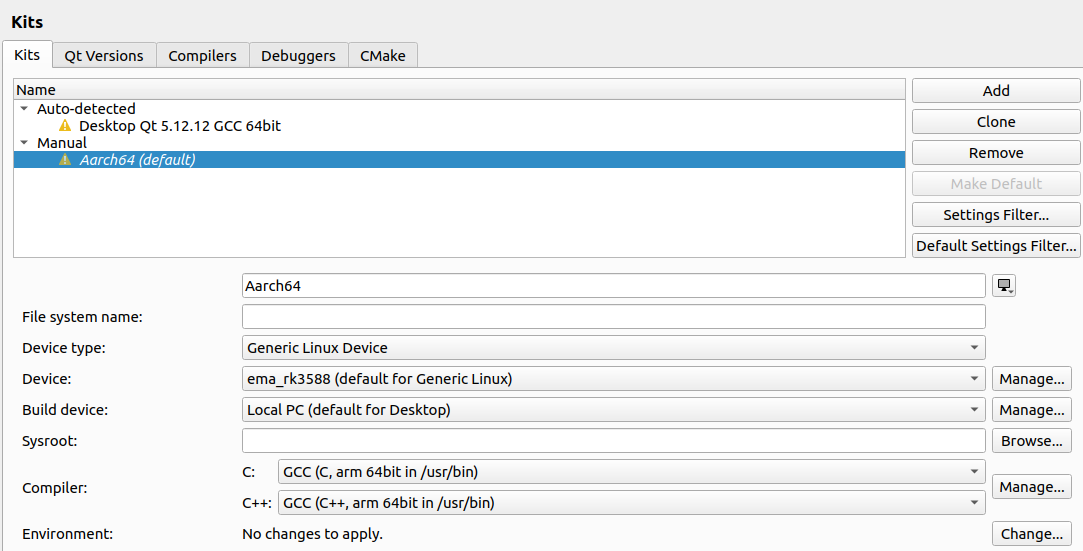 Kits
Kits Qt Versions Compilers Debuggers CMake
Name
Auto-detected
Desktop Qt 5.12.12 GCC 64bit
Manual
Aarch64 (default)
Add
Clone
Remove
Make Default
Settings Filter...
Default Settings Filter...
Aarch64
File system name:
Device type: Generic Linux Device
Device: ema_rk3588 (default for Generic Linux) Manage...
Build device: Local PC (default for Desktop) Manage...
Sysroot: Browse...
Compiler: C: GCC (C, arm 64bit in /usr/bin) Manage...
C++: GCC (C++, arm 64bit in /usr/bin)
Environment: No changes to apply. Change...